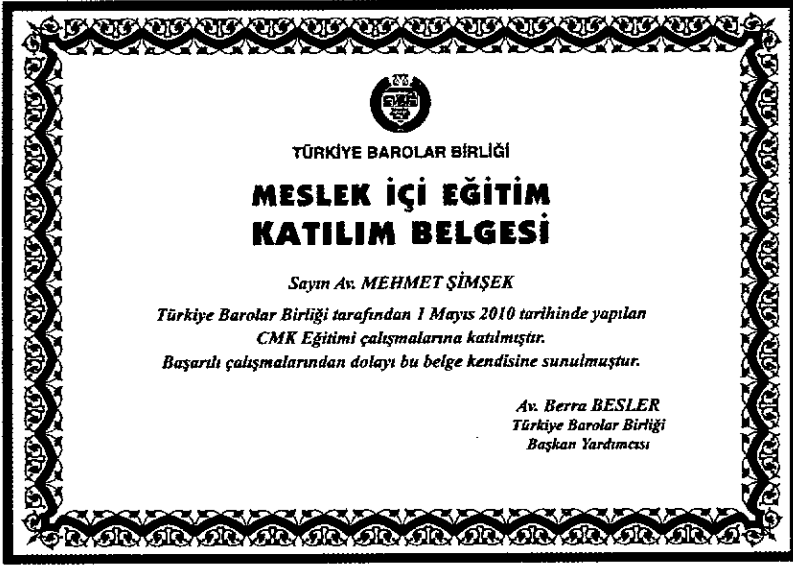 TÜRKİYE BAROLAR BİRLİĞİ
MESLEK İÇİ EĞİTİM
KATILIM BELGESİ
Sayın Av. MEHMET ŞİMŞEK
Türkiye Barolar Birliği tarafından 1 Mayıs 2010 tarihinde yapılan
CMK Eğitimi çalışmalarına katılmıştır.
Başarılı çalışmalarından dolayı bu belge kendisine sunulmuştur.
Av. Berra BESLER
Türkiye Barolar Birliği
Başkan Yardımcısı